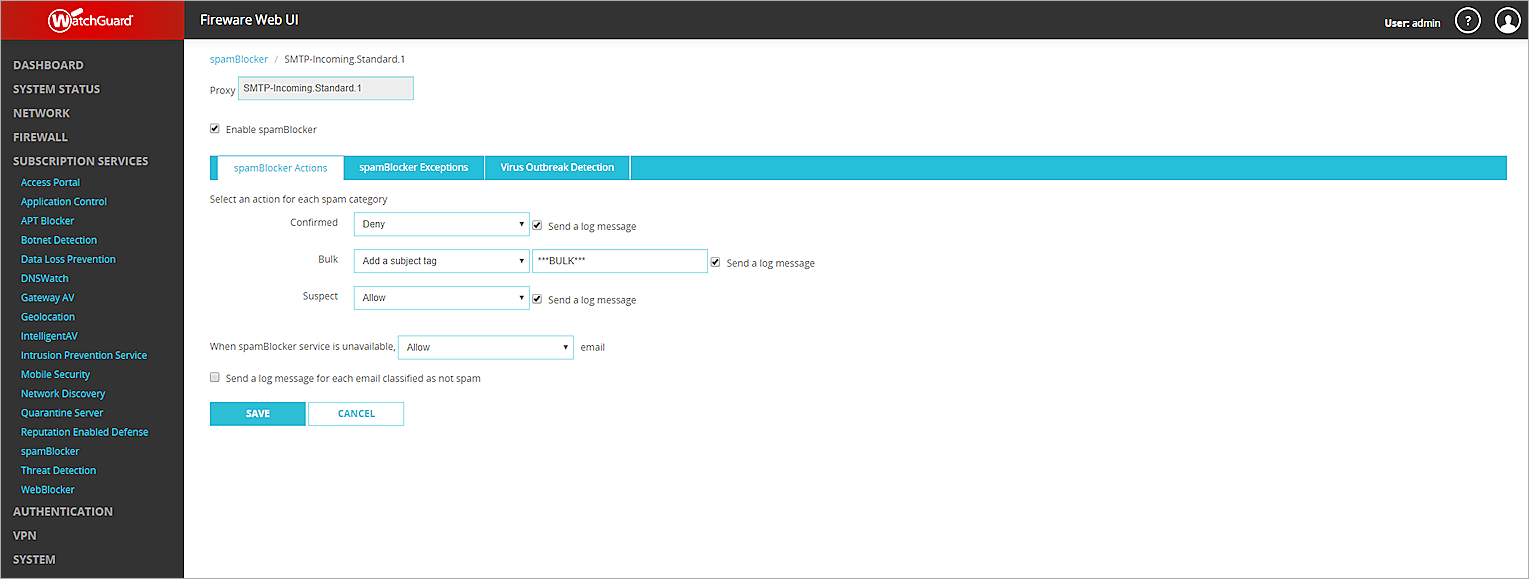 WatchGuard
Fireware Web UI
User: admin
?
DASHBOARD
SYSTEM STATUS
NETWORK
FIREWALL
SUBSCRIPTION SERVICES
Access Portal
Application Control
APT Blocker
Botnet Detection
Data Loss Prevention
DNSWatch
Gateway AV
Geolocation
IntelligentAV
Intrusion Prevention Service
Mobile Security
Network Discovery
Quarantine Server
Reputation Enabled Defense
spamBlocker
Threat Detection
WebBlocker
AUTHENTICATION
VPN
SYSTEM
spamBlocker / SMTP-Incoming.Standard.1
Proxy SMTP-Incoming.Standard.1
Enable spamBlocker
spamBlocker Actions spamBlocker Exceptions Virus Outbreak Detection
Select an action for each spam category
Confirmed Deny Send a log message
Bulk Add a subject tag ***BULK*** Send a log message
Suspect Allow Send a log message
When spamBlocker service is unavailable, Allow email
Send a log message for each email classified as not spam
SAVE CANCEL